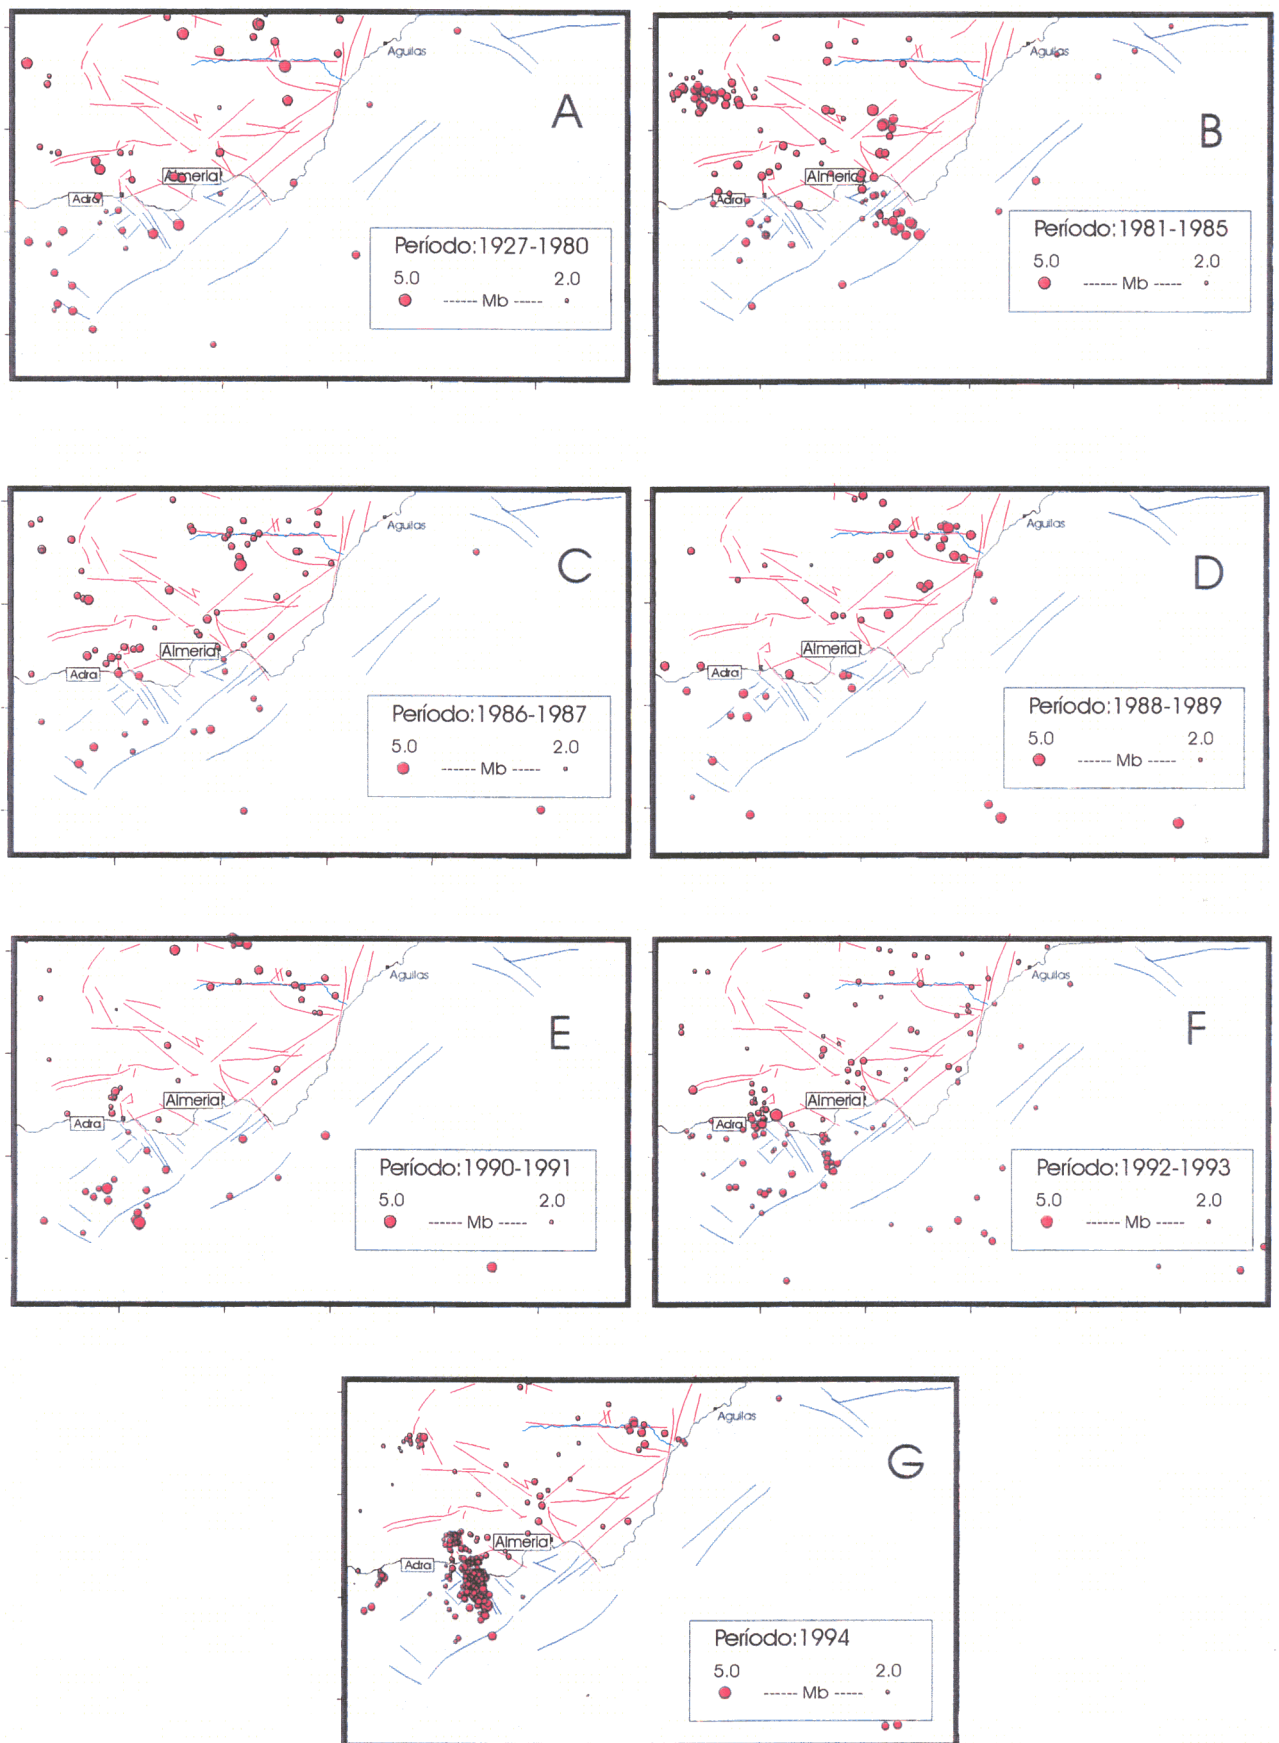 Aguilas
A
Almeria
Adra
Período:1927-1980
5.0 2.0
------ Mb -----
Aguilas
B
Almeria
Adra
Período:1981-1985
5.0 2.0
------ Mb -----
Aguilas
C
Almeria
Adra
Período:1986-1987
5.0 2.0
------ Mb -----
Aguilas
D
Almeria
Adra
Período:1988-1989
5.0 2.0
------ Mb -----
Aguilas
E
Almeria
Adra
Período:1990-1991
5.0 2.0
------ Mb -----
Aguilas
F
Almeria
Adra
Período:1992-1993
5.0 2.0
------ Mb -----
Aguilas
G
Almeria
Adra
Período:1994
5.0 2.0
------ Mb -----